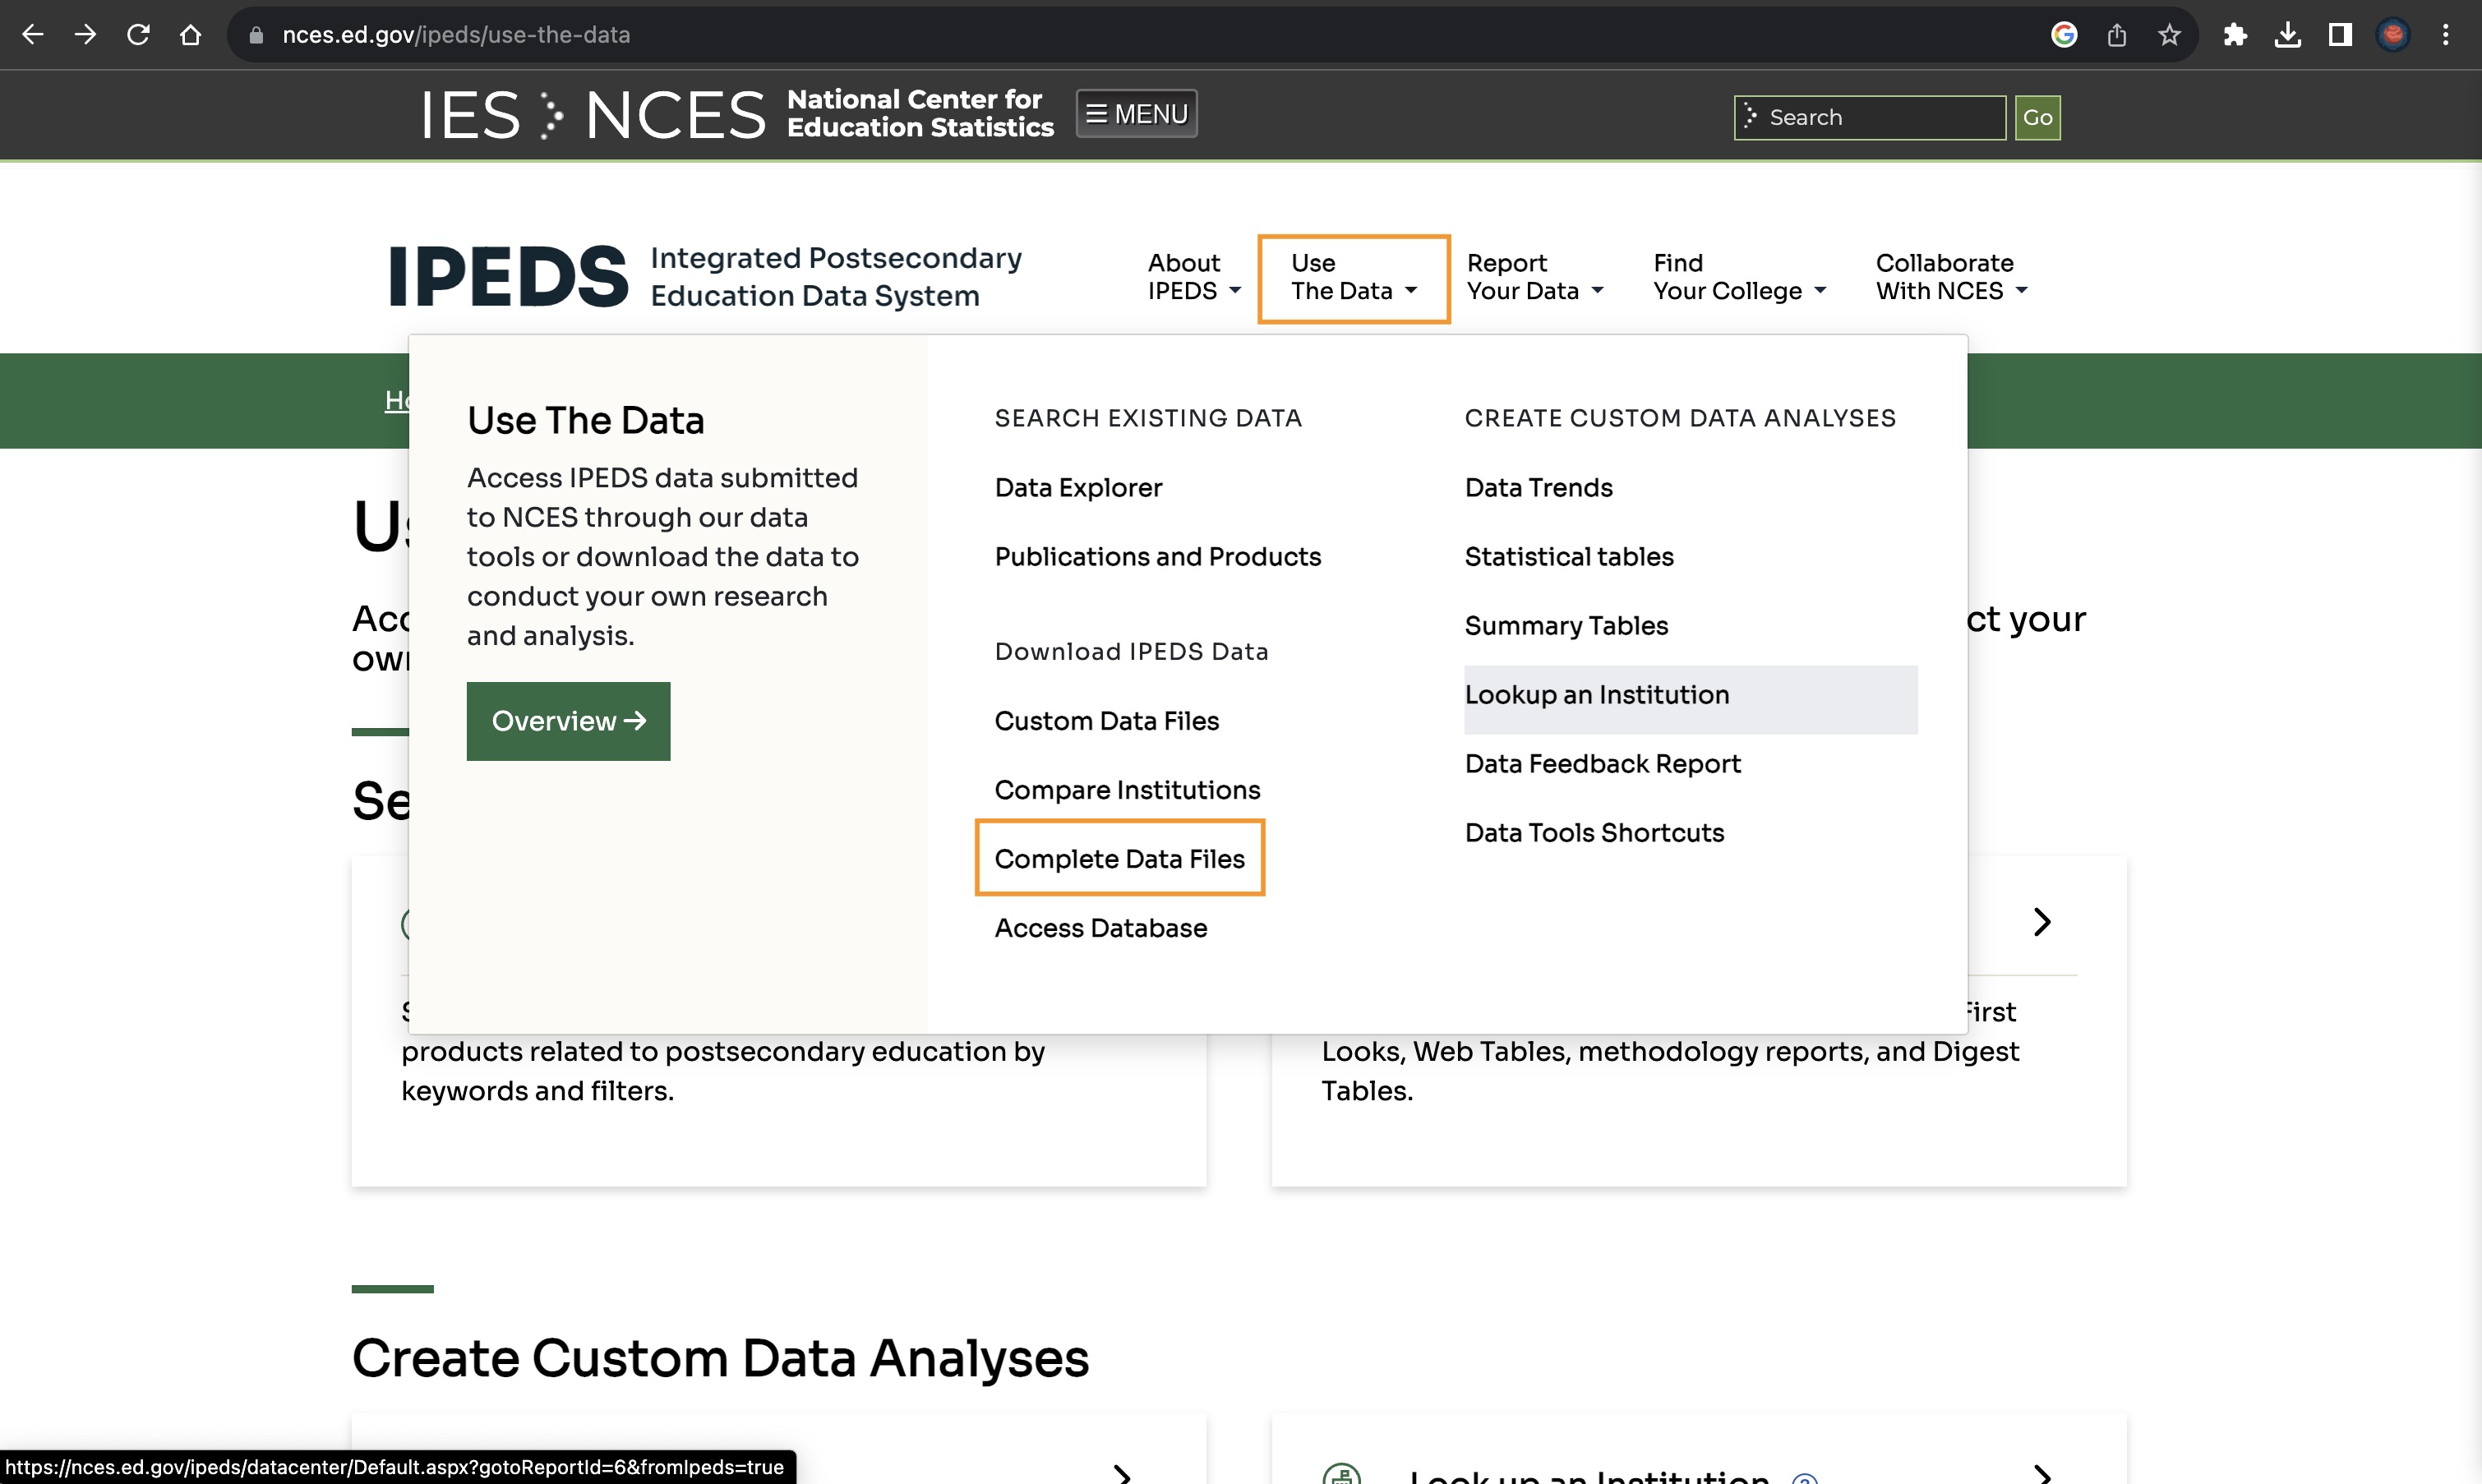 nces.ed.gov/ipeds/use-the-data
IES NCES National Center for
Education Statistics
MENU
Search
Go
IPEDS
Integrated Postsecondary
Education Data System
About
IPEDS
Use
The Data
Report
Your Data
Find
Your College
Collaborate
With NCES
Use The Data
Access IPEDS data submitted
to NCES through our data
tools or download the data to
conduct your own research
and analysis.
Overview
SEARCH EXISTING DATA
Data Explorer
Publications and Products
Download IPEDS Data
Custom Data Files
Compare Institutions
Complete Data Files
Access Database
CREATE CUSTOM DATA ANALYSES
Data Trends
Statistical tables
Summary Tables
Lookup an Institution
Data Feedback Report
Data Tools Shortcuts
your
products related to postsecondary education by
keywords and filters.
First
Looks, Web Tables, methodology reports, and Digest
Tables.
Create Custom Data Analyses
Look up an Institution
https://nces.ed.gov/ipeds/datacenter/Default.aspx?gotoReportId=6&fromIpeds=true